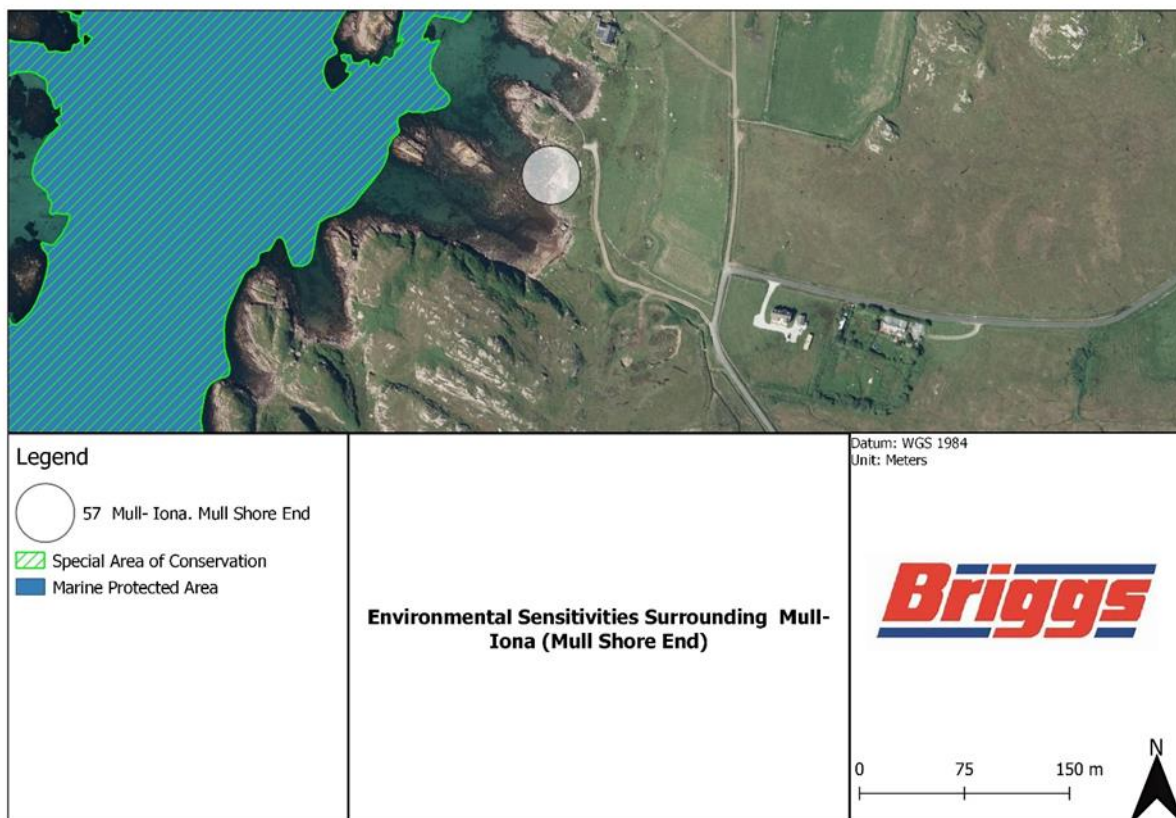 Legend
57 Mull- Iona. Mull Shore End
Special Area of Conservation
Marine Protected Area
Environmental Sensitivities Surrounding Mull-
Iona (Mull Shore End)
Datum: WGS 1984
Unit: Meters
Briggs
N
0 75 150 m